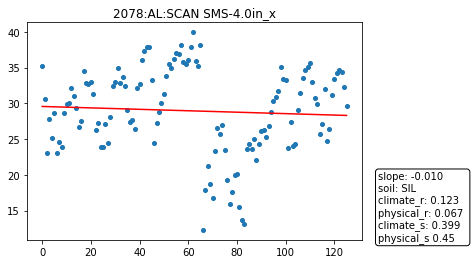 2078:AL:SCAN SMS-4.0in_x
40
35
30
25
20
15
0 20 40 60 80 100 120
slope: -0.010
soil: SIL
climate_r: 0.123
physical_r: 0.067
climate_s: 0.399
physical_s 0.45